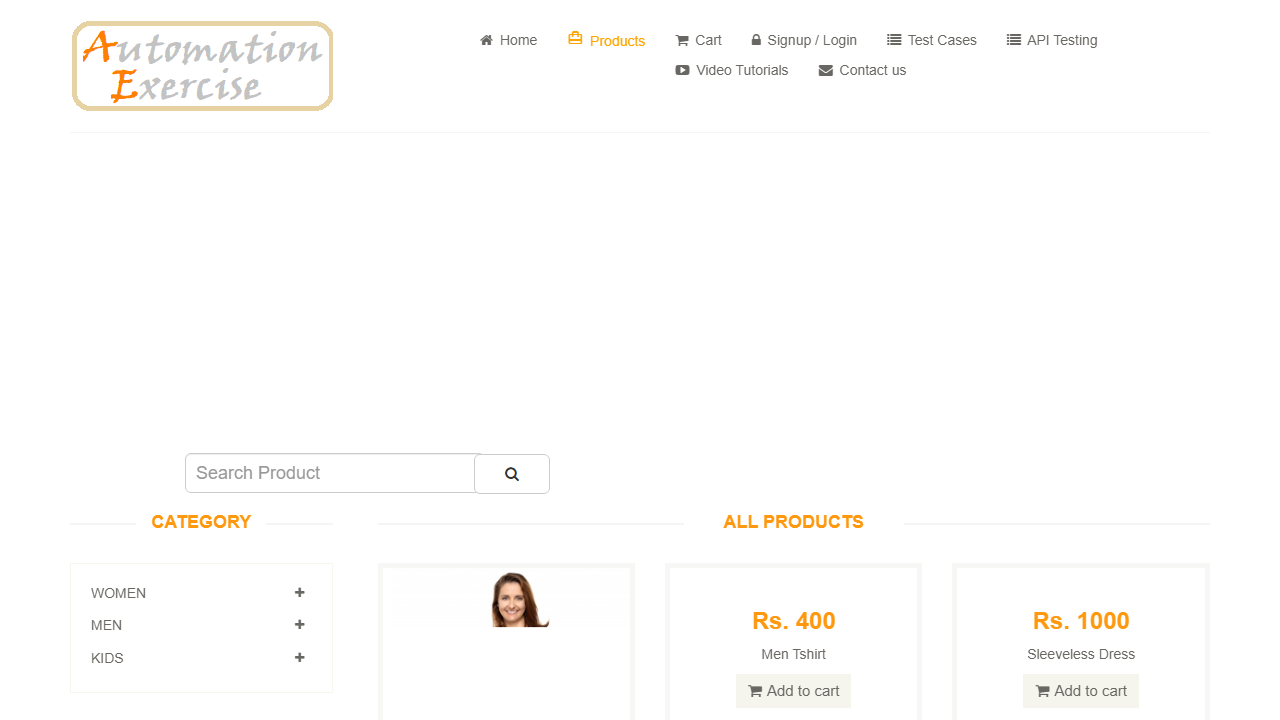 Automation
Exercise
Home
Products
Cart
Signup / Login
Test Cases
API Testing
Video Tutorials
Contact us
Search Product
CATEGORY
ALL PRODUCTS
WOMEN
MEN
KIDS
Rs. 400
Men Tshirt
Add to cart
Rs. 1000
Sleeveless Dress
Add to cart